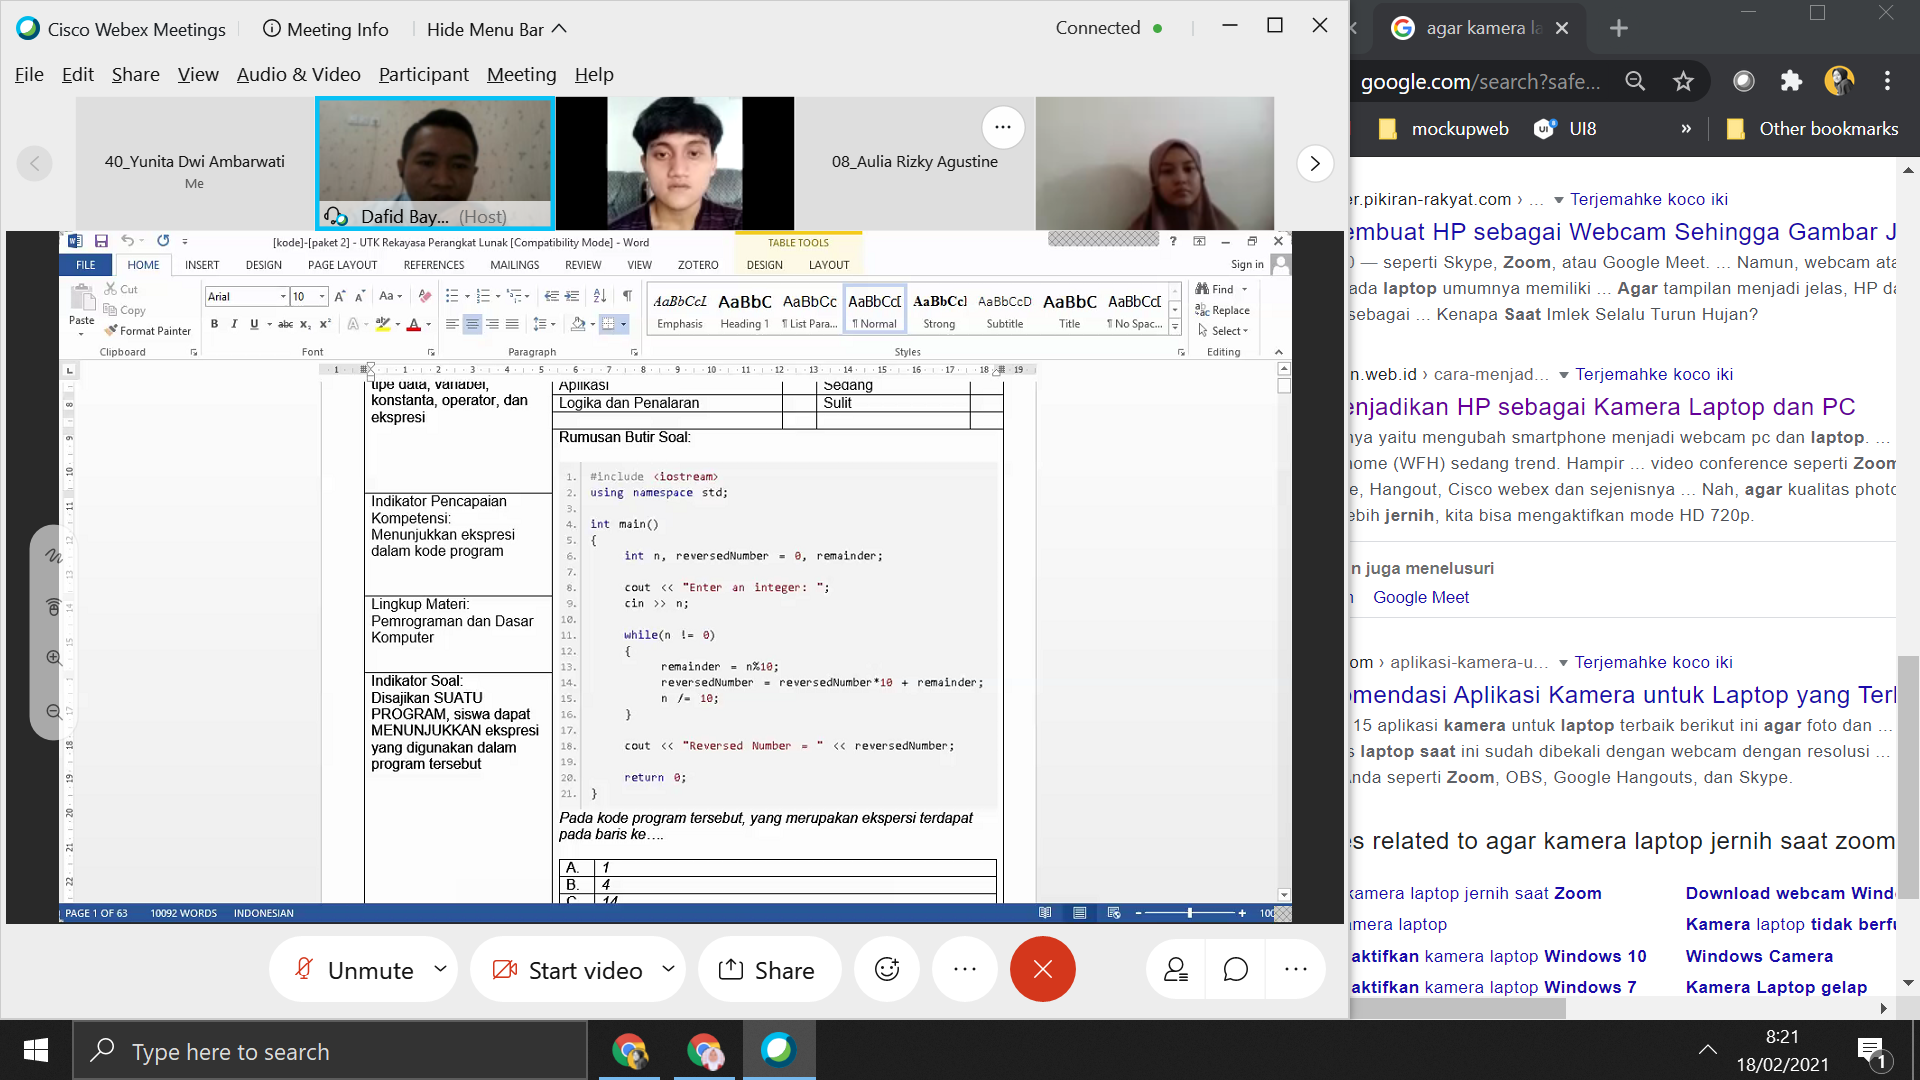 Cisco Webex Meetings
Meeting Info
Hide Menu Bar
Connected
File Edit Share View Audio & Video Participant Meeting Help
40_Yunita Dwi Ambarwati
Me
Dafid Bay... (Host)
08_Aulia Rizky Agustine
[kode]-[paket 2] - UTK Rekayasa Perangkat Lunak [Compatibility Mode] - Word
TABLE TOOLS
FILE HOME INSERT DESIGN PAGE LAYOUT REFERENCES MAILINGS REVIEW VIEW ZOTERO DESIGN LAYOUT
Sign in
Paste
Cut
Copy
Format Painter
Clipboard
Arial 10
Font
Paragraph
AaBbCcI AaBbC AaBbCc AaBbCcI AaBbCcl AaBbCcD AaBbC AaBbCcI
Emphasis Heading 1 ¶ List Para... ¶ Normal Strong Subtitle Title ¶ No Spac...
Styles
Find
Replace
Select
Editing
tipe data, variabel,
konstanta, operator, dan
ekspresi
Aplikasi Sedang
Logika dan Penalaran Sulit
Rumusan Butir Soal:
Indikator Pencapaian
Kompetensi:
Menunjukkan ekspresi
dalam kode program
Lingkup Materi:
Pemrograman dan Dasar
Komputer
Indikator Soal:
Disajikan SUATU
PROGRAM, siswa dapat
MENUNJUKKAN ekspresi
yang digunakan dalam
program tersebut
1. #include <iostream>
2. using namespace std;
3.
4. int main()
5. {
6. int n, reversedNumber = 0, remainder;
7.
8. cout << "Enter an integer: ";
9. cin >> n;
10.
11. while(n != 0)
12. {
13. remainder = n%10;
14. reversedNumber = reversedNumber*10 + remainder;
15. n /= 10;
16. }
17.
18. cout << "Reversed Number = " << reversedNumber;
19.
20. return 0;
21. }
Pada kode program tersebut, yang merupakan ekspersi terdapat
pada baris ke....
A. 1
B. 4
C. 14
PAGE 1 OF 63 10092 WORDS INDONESIAN
100
Unmute
Start video
Share
agar kamera la
google.com/search?safe...
mockupweb
UI8
»
Other bookmarks
er.pikiran-rakyat.com › ... Terjemahke koco iki
embuat HP sebagai Webcam Sehingga Gambar J
0 — seperti Skype, Zoom, atau Google Meet. ... Namun, webcam ata
ada laptop umumnya memiliki ... Agar tampilan menjadi jelas, HP da
sebagai ... Kenapa Saat Imlek Selalu Turun Hujan?
n.web.id › cara-menjad... Terjemahke koco iki
enjadikan HP sebagai Kamera Laptop dan PC
nya yaitu mengubah smartphone menjadi webcam pc dan laptop. ...
home (WFH) sedang trend. Hampir ... video conference seperti Zoom
e, Hangout, Cisco webex dan sejenisnya ... Nah, agar kualitas photo
ebih jernih, kita bisa mengaktifkan mode HD 720p.
n juga menelusuri
Google Meet
om › aplikasi-kamera-u... Terjemahke koco iki
omendasi Aplikasi Kamera untuk Laptop yang Terl
15 aplikasi kamera untuk laptop terbaik berikut ini agar foto dan ...
s laptop saat ini sudah dibekali dengan webcam dengan resolusi ...
Anda seperti Zoom, OBS, Google Hangouts, dan Skype.
es related to agar kamera laptop jernih saat zoom
kamera laptop jernih saat Zoom
Download webcam Wind
amera laptop
Kamera laptop tidak berfu
aktifkan kamera laptop Windows 10
Windows Camera
aktifkan kamera laptop Windows 7
Kamera Laptop gelap
Type here to search
8:21
18/02/2021
1